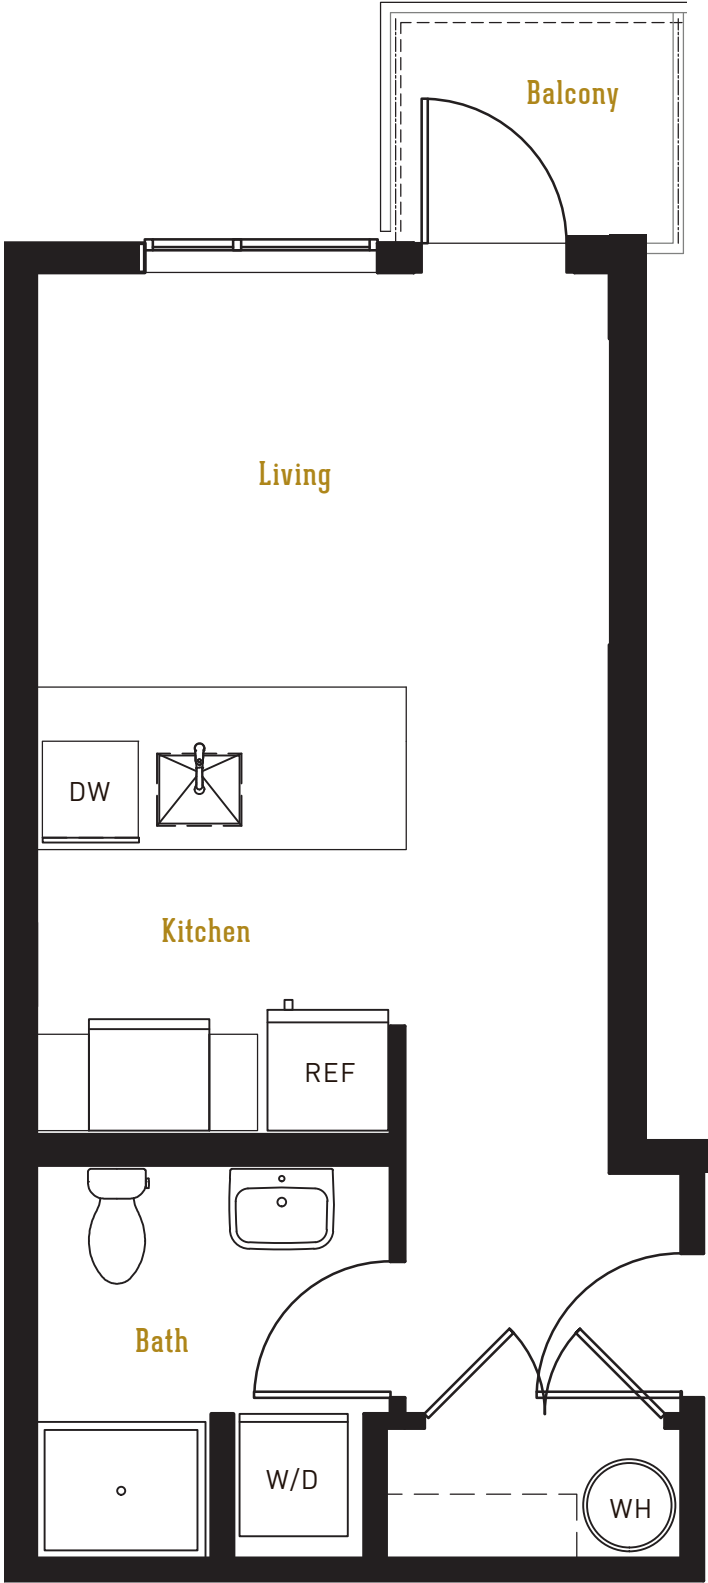 Balcony
Living
DW
Kitchen
REF
Bath
W/D
WH